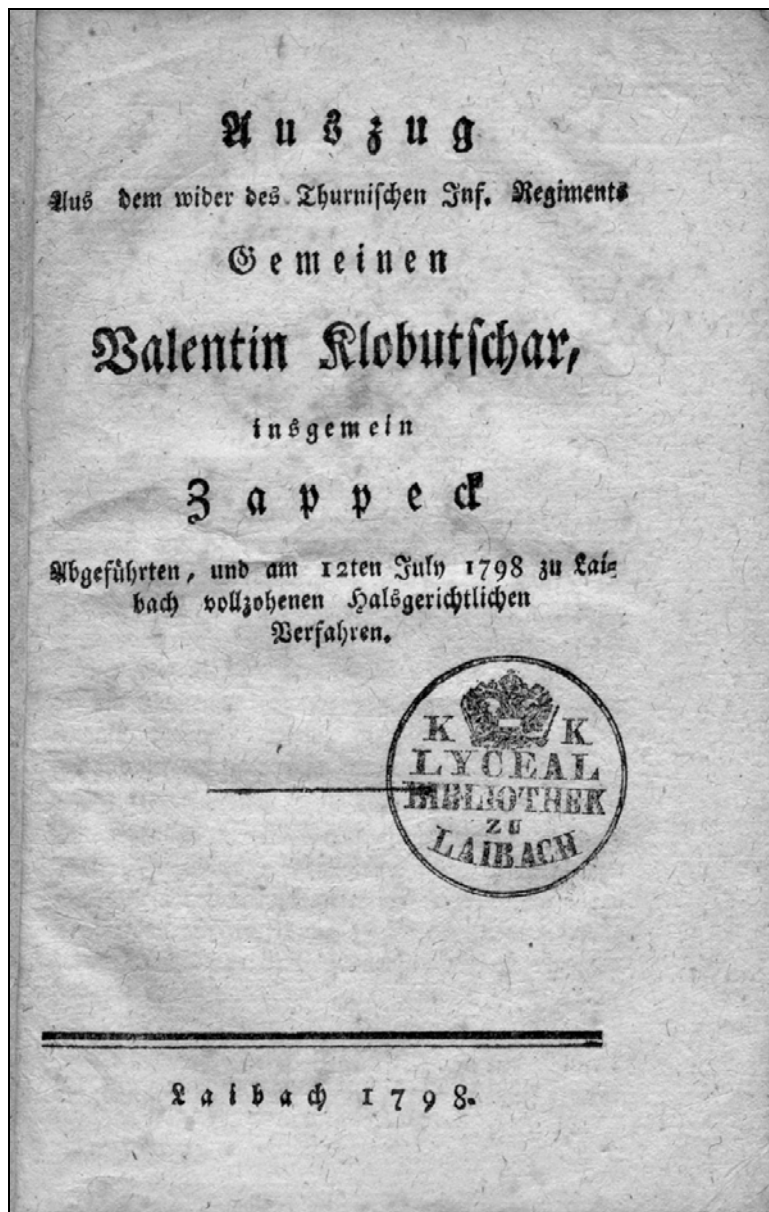 Auszug
Aus dem wider des Thurnischen Inf. Regiments
Gemeinen
Valentin Klobutschar,
insgemein
Zappeck
Abgeführten, und am 12ten July 1798 zu Lai-
bach vollzohenen Halsgerichtlichen
Verfahren.
K K
LYCEAL
BIBLIOTHEK
ZU
LAIBACH
Laibach 1798.